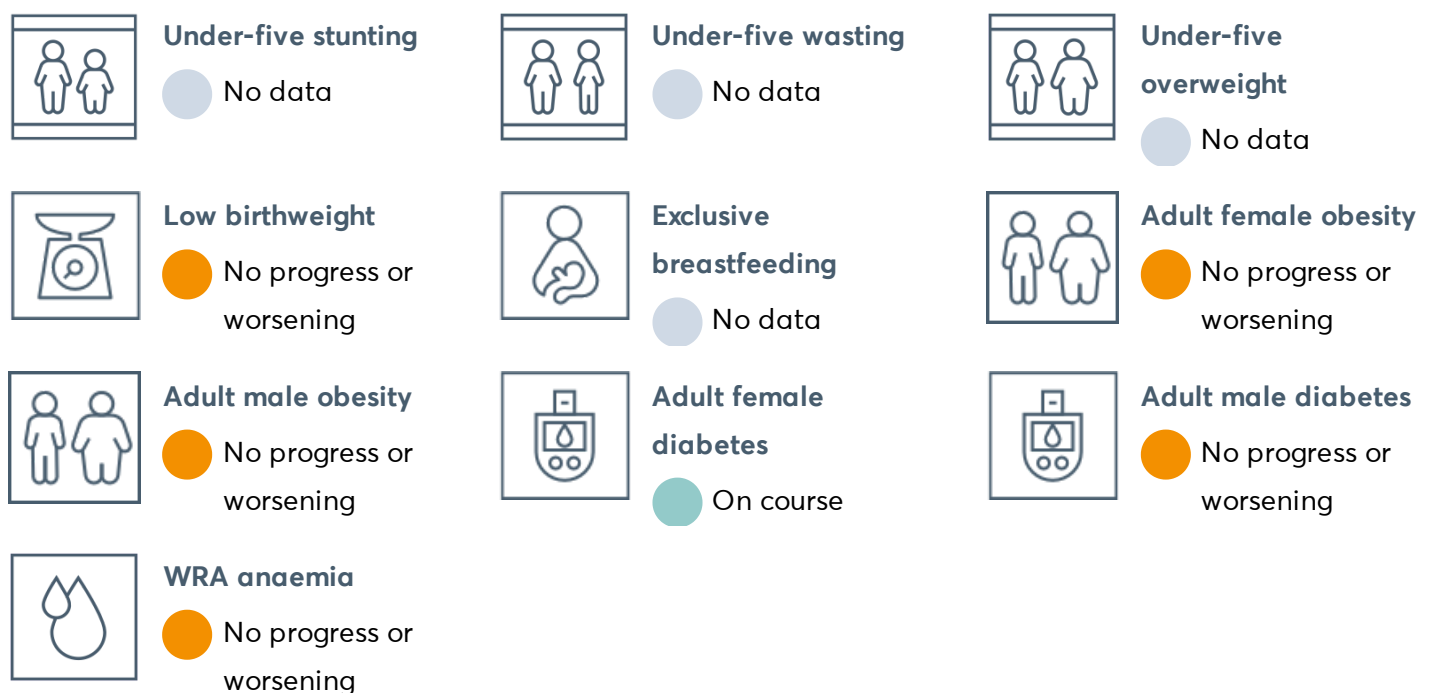 Under-five stunting
No data
Under-five wasting
No data
Under-five
overweight
No data
Low birthweight
No progress or
worsening
Exclusive
breastfeeding
No data
Adult female obesity
No progress or
worsening
Adult male obesity
No progress or
worsening
Adult female
diabetes
On course
Adult male diabetes
No progress or
worsening
WRA anaemia
No progress or
worsening